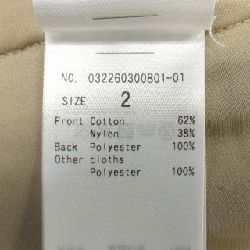 NO. 032260300801-01
SIZE 2
Front Cotton 62%
Nylon 38%
Back Polyester 100%
Other cloths
Polyester 100%